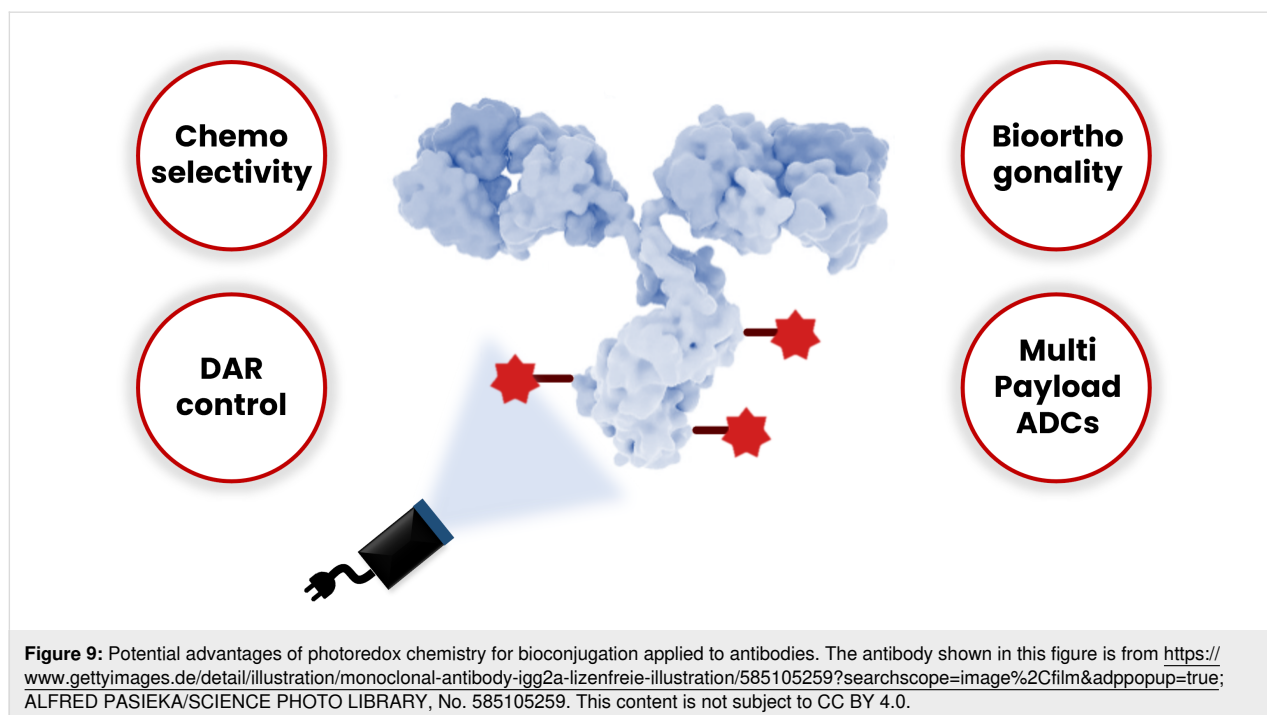 Chemo
selectivity
Bioortho
gonality
DAR
control
Multi
Payload
ADCs
Figure 9: Potential advantages of photoredox chemistry for bioconjugation applied to antibodies. The antibody shown in this figure is from https://
www.gettyimages.de/detail/illustration/monoclonal-antibody-igg2a-lizenfreie-illustration/585105259?searchscope=image%2Cfilm&adppopup=true;
ALFRED PASIEKA/SCIENCE PHOTO LIBRARY, No. 585105259. This content is not subject to CC BY 4.0.